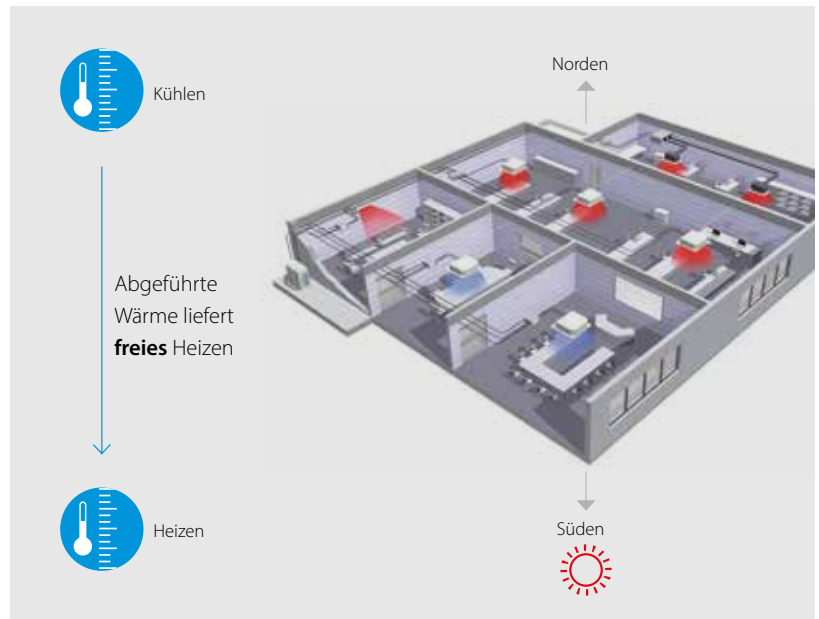 Kühlen
Norden
Abgeführte
Wärme liefert
freies Heizen
Heizen
Süden